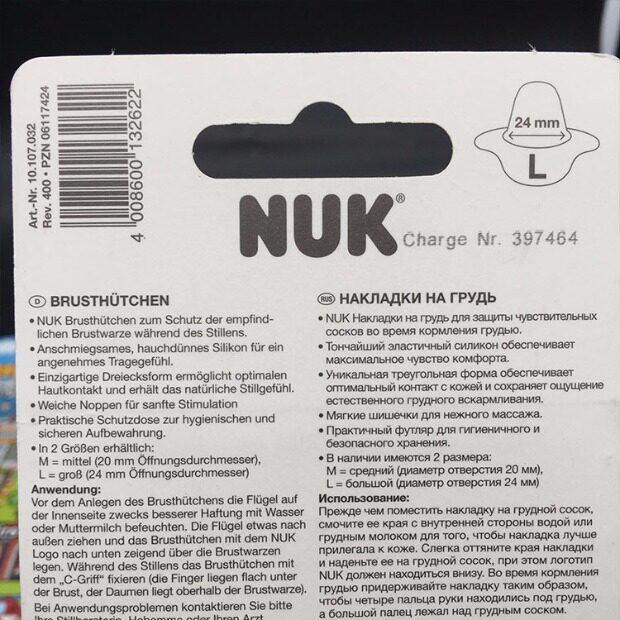 Art.-Nr. 10.107.032
Rev. 400 • PZN 06117424
4 008600 132622
24 mm
L
NUK®
Charge Nr. 397464
D BRUSTHÜTCHEN
• NUK Brusthütchen zum Schutz der empfind-
lichen Brustwarze während des Stillens.
• Anschmiegsames, hauchdünnes Silikon für ein
angenehmes Tragegefühl.
• Einzigartige Dreiecksform ermöglicht optimalen
Hautkontakt und erhält das natürliche Stillgefühl.
• Weiche Noppen für sanfte Stimulation
• Praktische Schutzdose zur hygienischen und
sicheren Aufbewahrung.
• In 2 Größen erhältlich:
M = mittel (20 mm Öffnungsdurchmesser),
L = groß (24 mm Öffnungsdurchmesser)
Anwendung:
Vor dem Anlegen des Brusthütchens die Flügel auf
der Innenseite zwecks besserer Haftung mit Wasser
oder Muttermilch befeuchten. Die Flügel etwas nach
außen ziehen und das Brusthütchen mit dem NUK
Logo nach unten zeigend über die Brustwarzen
legen. Während des Stillens das Brusthütchen mit
dem „C-Griff“ fixieren (die Finger liegen flach unter
der Brust, der Daumen liegt oberhalb der Brustwarze).
Bei Anwendungsproblemen kontaktieren Sie bitte
Ihre Stillberaterin, Hebamme oder Ihren Arzt
RUS НАКЛАДКИ НА ГРУДЬ
• NUK Накладки на грудь для защиты чувствительных
сосков во время кормления грудью.
• Тончайший эластичный силикон обеспечивает
максимальное чувство комфорта.
• Уникальная треугольная форма обеспечивает
оптимальный контакт с кожей и сохраняет ощущение
естественного грудного вскармливания.
• Мягкие шишечки для нежного массажа.
• Практичный футляр для гигиеничного и
безопасного хранения.
• В наличии имеются 2 размера:
M = средний (диаметр отверстия 20 мм),
L = большой (диаметр отверстия 24 мм)
Использование:
Прежде чем поместить накладку на грудной сосок,
смочите ее края с внутренней стороны водой или
грудным молоком для того, чтобы накладка лучше
прилегала к коже. Слегка оттяните края накладки
и наденьте ее на грудной сосок, при этом логотип
NUK должен находиться внизу. Во время кормления
грудью придерживайте накладку таким образом,
чтобы четыре пальца руки находились под грудью,
а большой палец лежал над грудным соском.